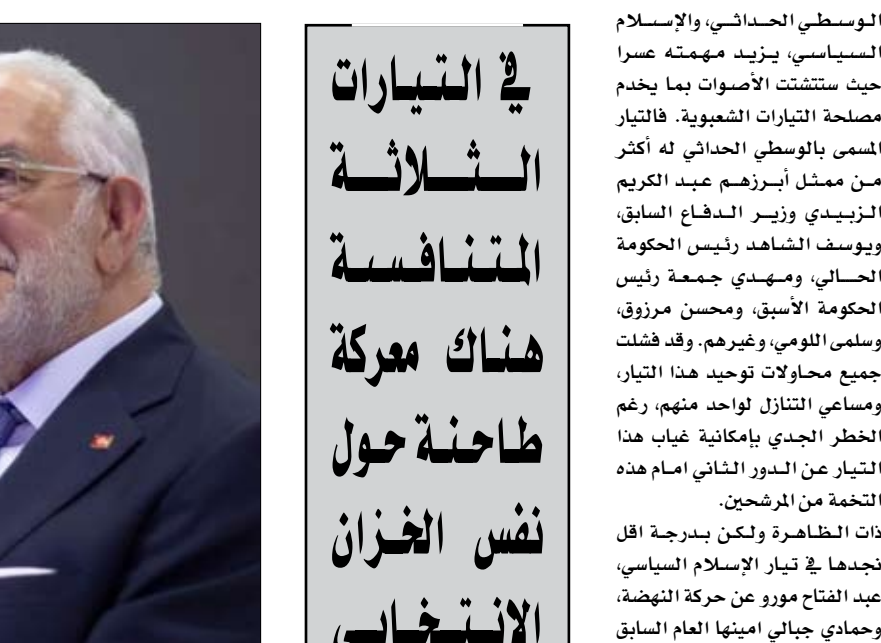 الوسطي الحداثي، والإسلام
السياسي، يزيد مهمته عسرا
حيث ستتشتت الأصوات بما يخدم
مصلحة التيارات الشعبوية. فالتيار
المسمى بالوسطي الحداثي له أكثر
من ممثل أبرزهم عبد الكريم
الزبيدي وزير الدفاع السابق،
ويوسف الشاهد رئيس الحكومة
الحالي، ومهدي جمعة رئيس
الحكومة الأسبق، ومحسن مرزوق،
وسلمى اللومي، وغيرهم. وقد فشلت
جميع محاولات توحيد هذا التيار،
ومساعي التنازل لواحد منهم، رغم
الخطر الجدي بإمكانية غياب هذا
التيار عن الدور الثاني امام هذه
التخمة من المرشحين.
ذات الظاهرة ولكن بدرجة اقل
نجدها في تيار الإسلام السياسي،
عبد الفتاح مورو عن حركة النهضة،
وحمادي جبالي امينها العام السابق
في التيارات
الثلاثة
المتنافسة
هناك معركة
طاحنة حول
نفس الخزان
الانتخابي